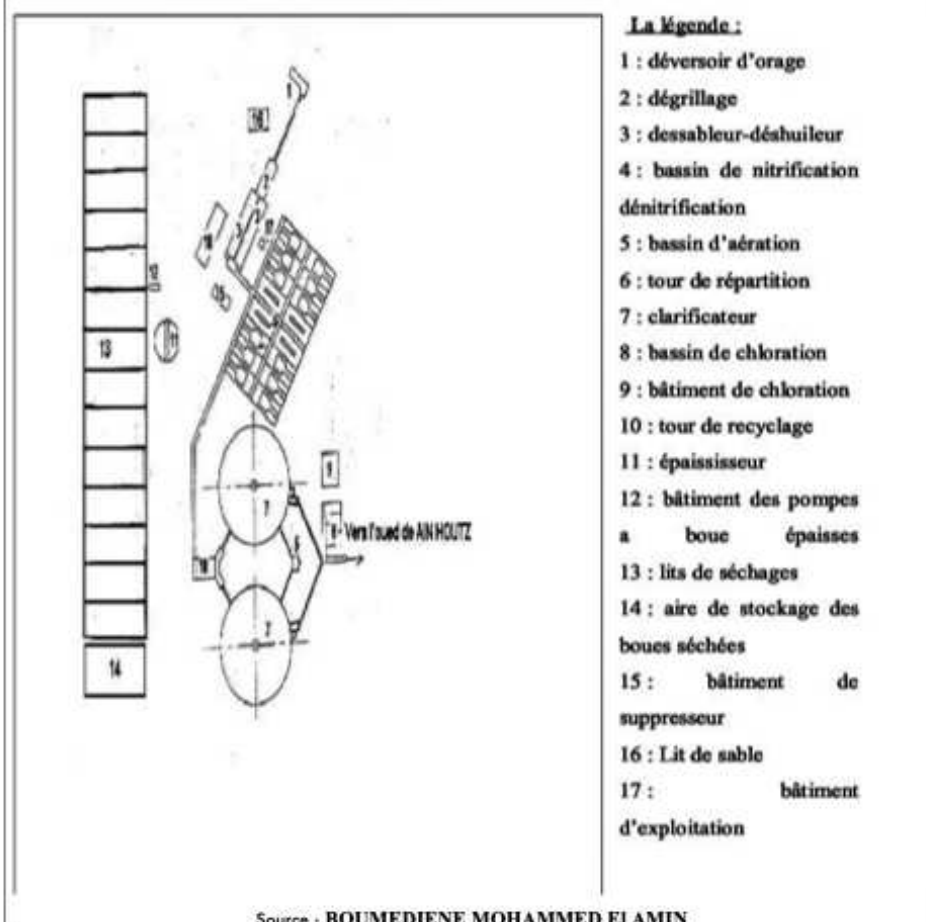 La légende :
1 : déversoir d'orage
2 : dégrillage
3 : dessableur-déshuileur
4 : bassin de nitrification
dénitrification
5 : bassin d'aération
6 : tour de répartition
7 : clarificateur
8 : bassin de chloration
9 : bâtiment de chloration
10 : tour de recyclage
11 : épaississeur
12 : bâtiment des pompes
a boue épaisses
13 : lits de séchages
14 : aire de stockage des
boues séchées
15 : bâtiment de
suppresseur
16 : Lit de sable
17 : bâtiment
d'exploitation
1
16
13
9
7
Vers l'oued de AIN HOUTZ
7
14
Source : BOUMEDIENE MOHAMMED ELAMIN